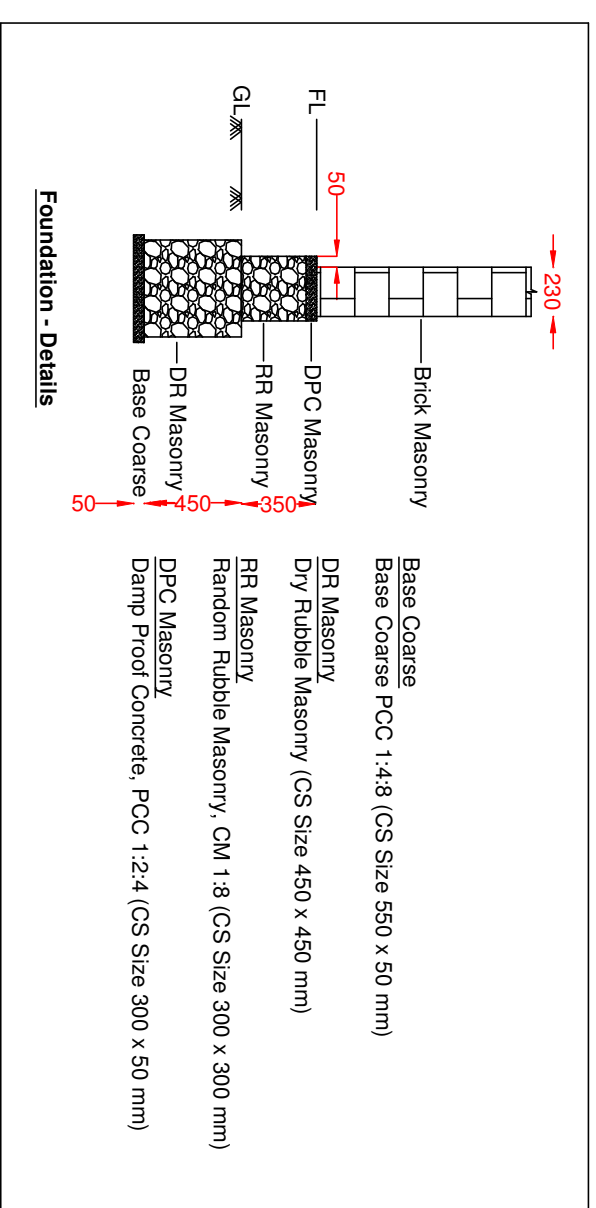 230
Brick Masonry
50
FL
DPC Masonry
RR Masonry
350
GL
DR Masonry
450
Base Coarse
50
Base Coarse
Base Coarse PCC 1:4:8 (CS Size 550 x 50 mm)
DR Masonry
Dry Rubble Masonry (CS Size 450 x 450 mm)
RR Masonry
Random Rubble Masonry, CM 1:8 (CS Size 300 x 300 mm)
DPC Masonry
Damp Proof Concrete, PCC 1:2:4 (CS Size 300 x 50 mm)
Foundation - Details